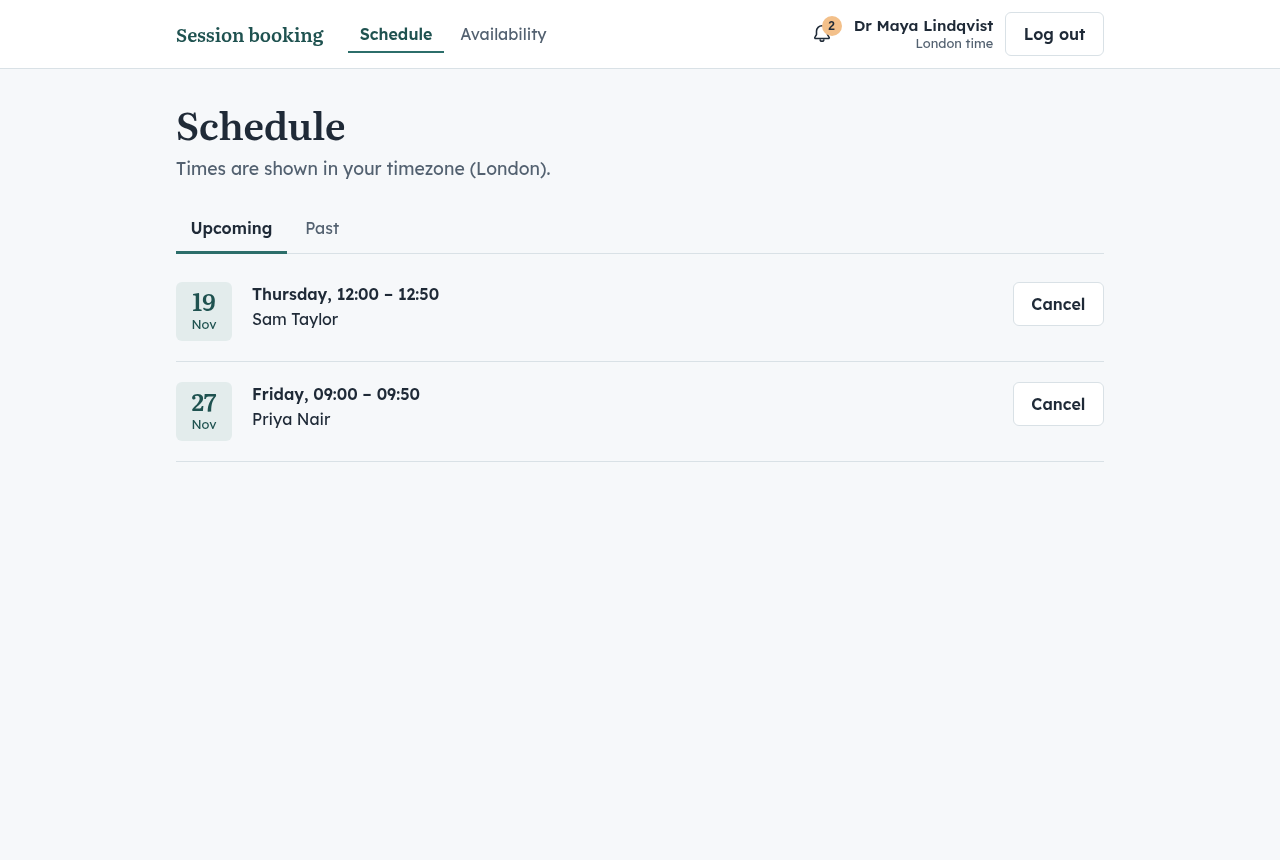 Session booking
Schedule
Availability
2
Dr Maya Lindqvist
London time
Log out
Schedule
Times are shown in your timezone (London).
Upcoming
Past
19
Nov
Thursday, 12:00 – 12:50
Sam Taylor
Cancel
27
Nov
Friday, 09:00 – 09:50
Priya Nair
Cancel